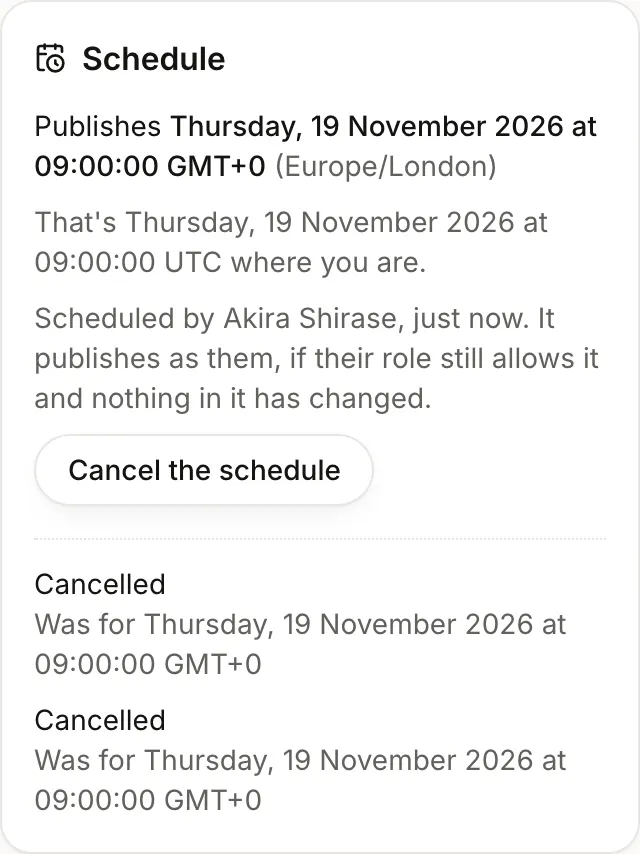 Schedule
Publishes Thursday, 19 November 2026 at
09:00:00 GMT+0 (Europe/London)
That's Thursday, 19 November 2026 at
09:00:00 UTC where you are.
Scheduled by Akira Shirase, just now. It
publishes as them, if their role still allows it
and nothing in it has changed.
Cancel the schedule
Cancelled
Was for Thursday, 19 November 2026 at
09:00:00 GMT+0
Cancelled
Was for Thursday, 19 November 2026 at
09:00:00 GMT+0